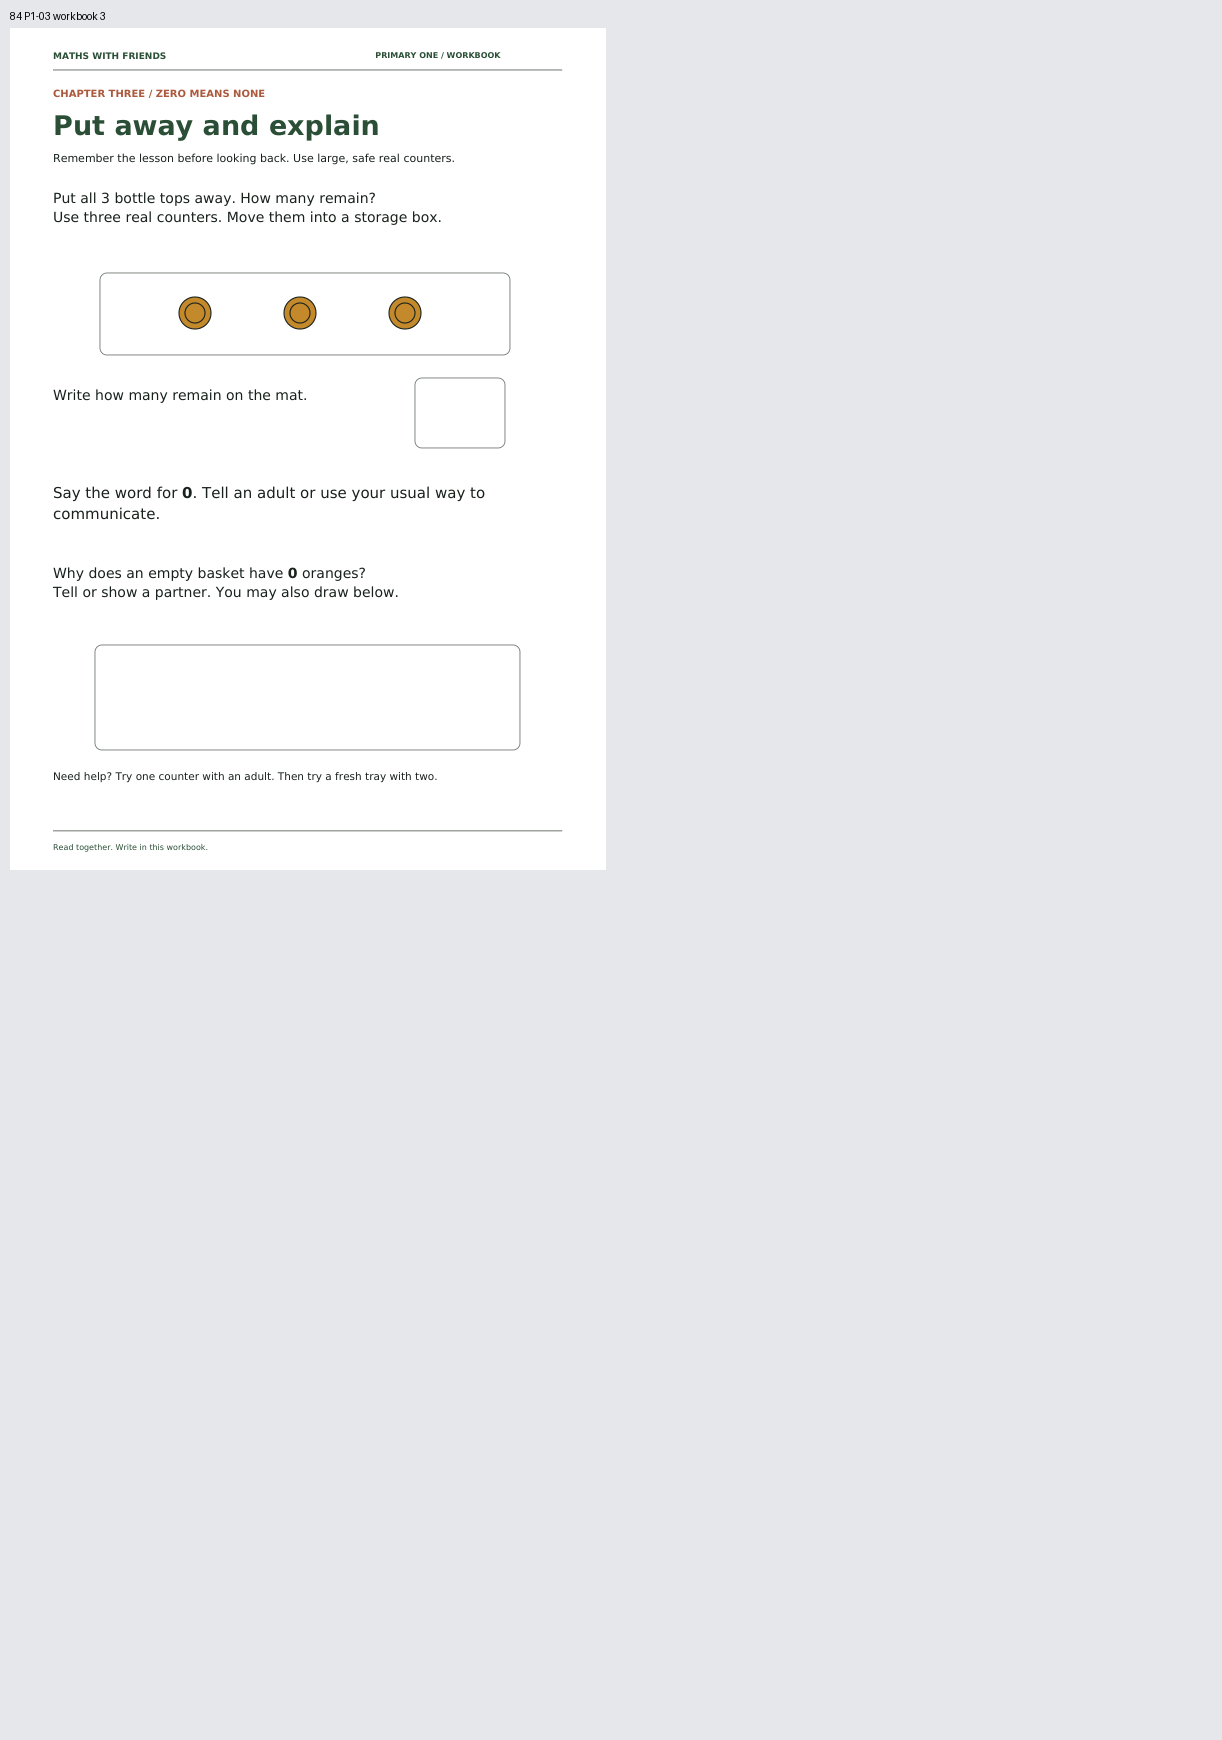 84 P1-03 workbook 3
MATHS WITH FRIENDS
PRIMARY ONE / WORKBOOK
CHAPTER THREE / ZERO MEANS NONE
Put away and explain
Remember the lesson before looking back. Use large, safe real counters.
Put all 3 bottle tops away. How many remain?
Use three real counters. Move them into a storage box.
Write how many remain on the mat.
Say the word for 0. Tell an adult or use your usual way to
communicate.
Why does an empty basket have 0 oranges?
Tell or show a partner. You may also draw below.
Need help? Try one counter with an adult. Then try a fresh tray with two.
Read together. Write in this workbook.